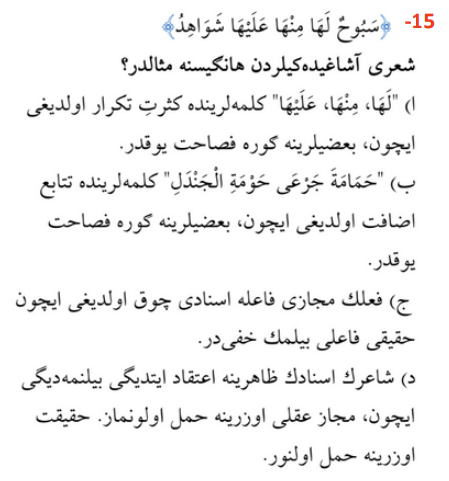 15- ﴿سَبُوحٌ لَهَا مِنْهَا عَلَيْهَا شَوَاهِدُ﴾
شعری آشاغیده‌کیلردن هانگیسنه مثالدر؟
ا) "لَهَا، مِنْهَا، عَلَيْهَا" کلمه‌لرینده کثرتِ تکرار اولدیغی
ایچون، بعضیلرینه گوره فصاحت یوقدر.
ب) "حَمَامَةَ جَرْعَى حَوْمَةِ الْجَنْدَلِ" کلمه‌لرینده تتابع
اضافت اولدیغی ایچون، بعضیلرینه گوره فصاحت
یوقدر.
ج) فعلك مجازی فاعله اسنادی چوق اولدیغی ایچون
حقیقی فاعلی بیلمك خفی‌در.
د) شاعرك اسنادك ظاهرینه اعتقاد ایتدیگی بیلنمه‌دیگی
ایچون، مجاز عقلی اوزرینه حمل اولونماز. حقیقت
اوزرینه حمل اولنور.